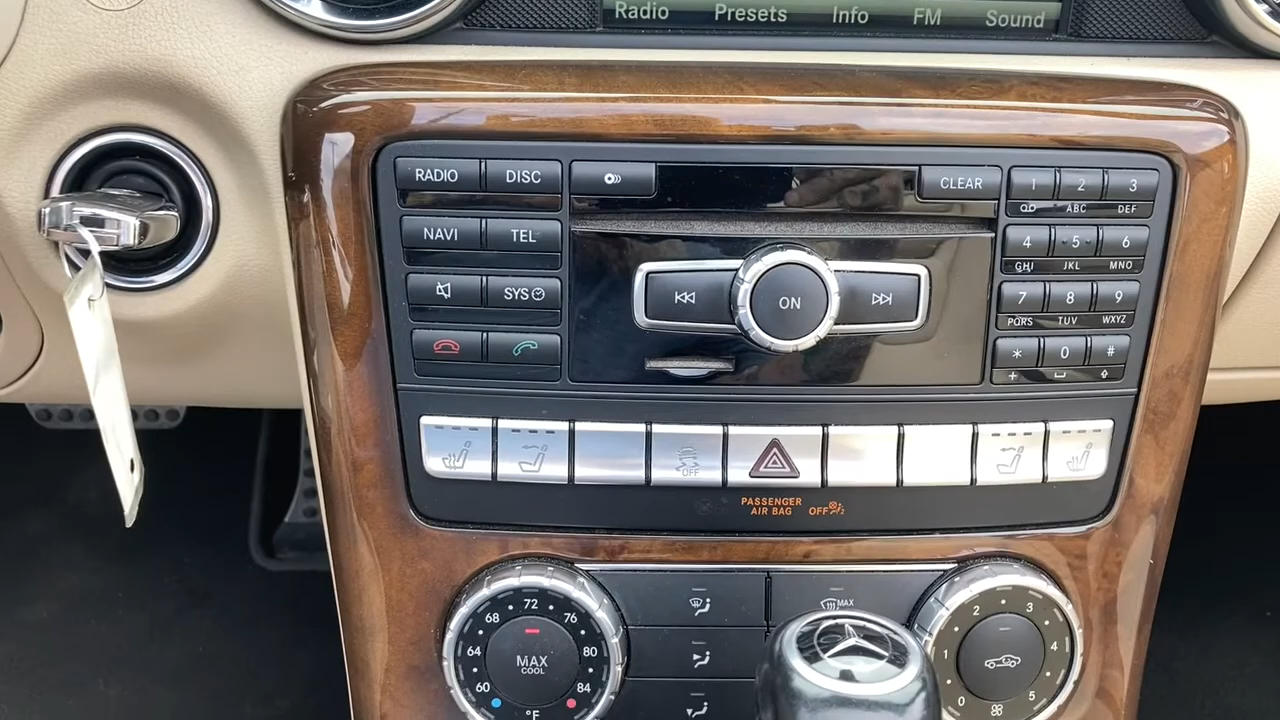 Radio Presets Info FM Sound
RADIO DISC CLEAR 1 2 3
ABC DEF
NAVI TEL 4 5 6
GHI JKL MNO
SYS ON 7 8 9
PQRS TUV WXYZ
* 0 #
+
OFF
PASSENGER
AIR BAG OFF
72 MAX 3
68 76 2
64 80 1 4
MAX
COOL
60 84 0 5
°F